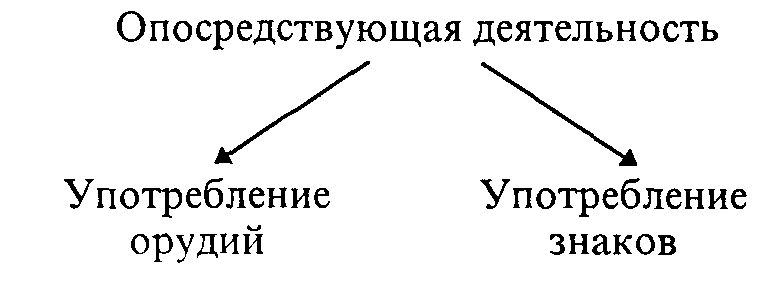 Опосредствующая деятельность
Употребление
орудий
Употребление
знаков